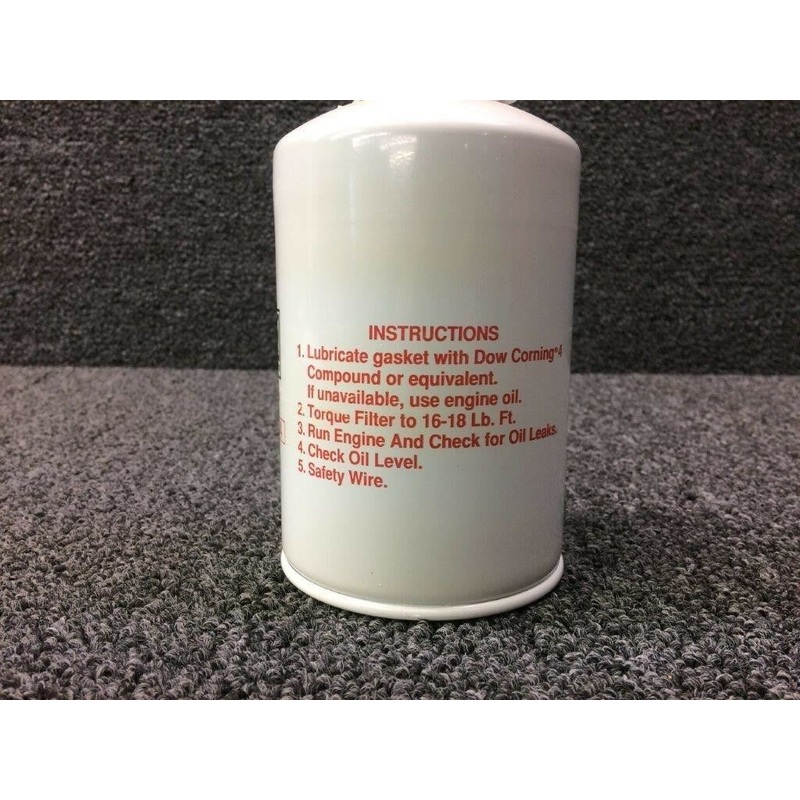 INSTRUCTIONS
1. Lubricate gasket with Dow Corning® 4
Compound or equivalent.
If unavailable, use engine oil.
2. Torque Filter to 16-18 Lb. Ft.
3. Run Engine And Check for Oil Leaks.
4. Check Oil Level.
5. Safety Wire.